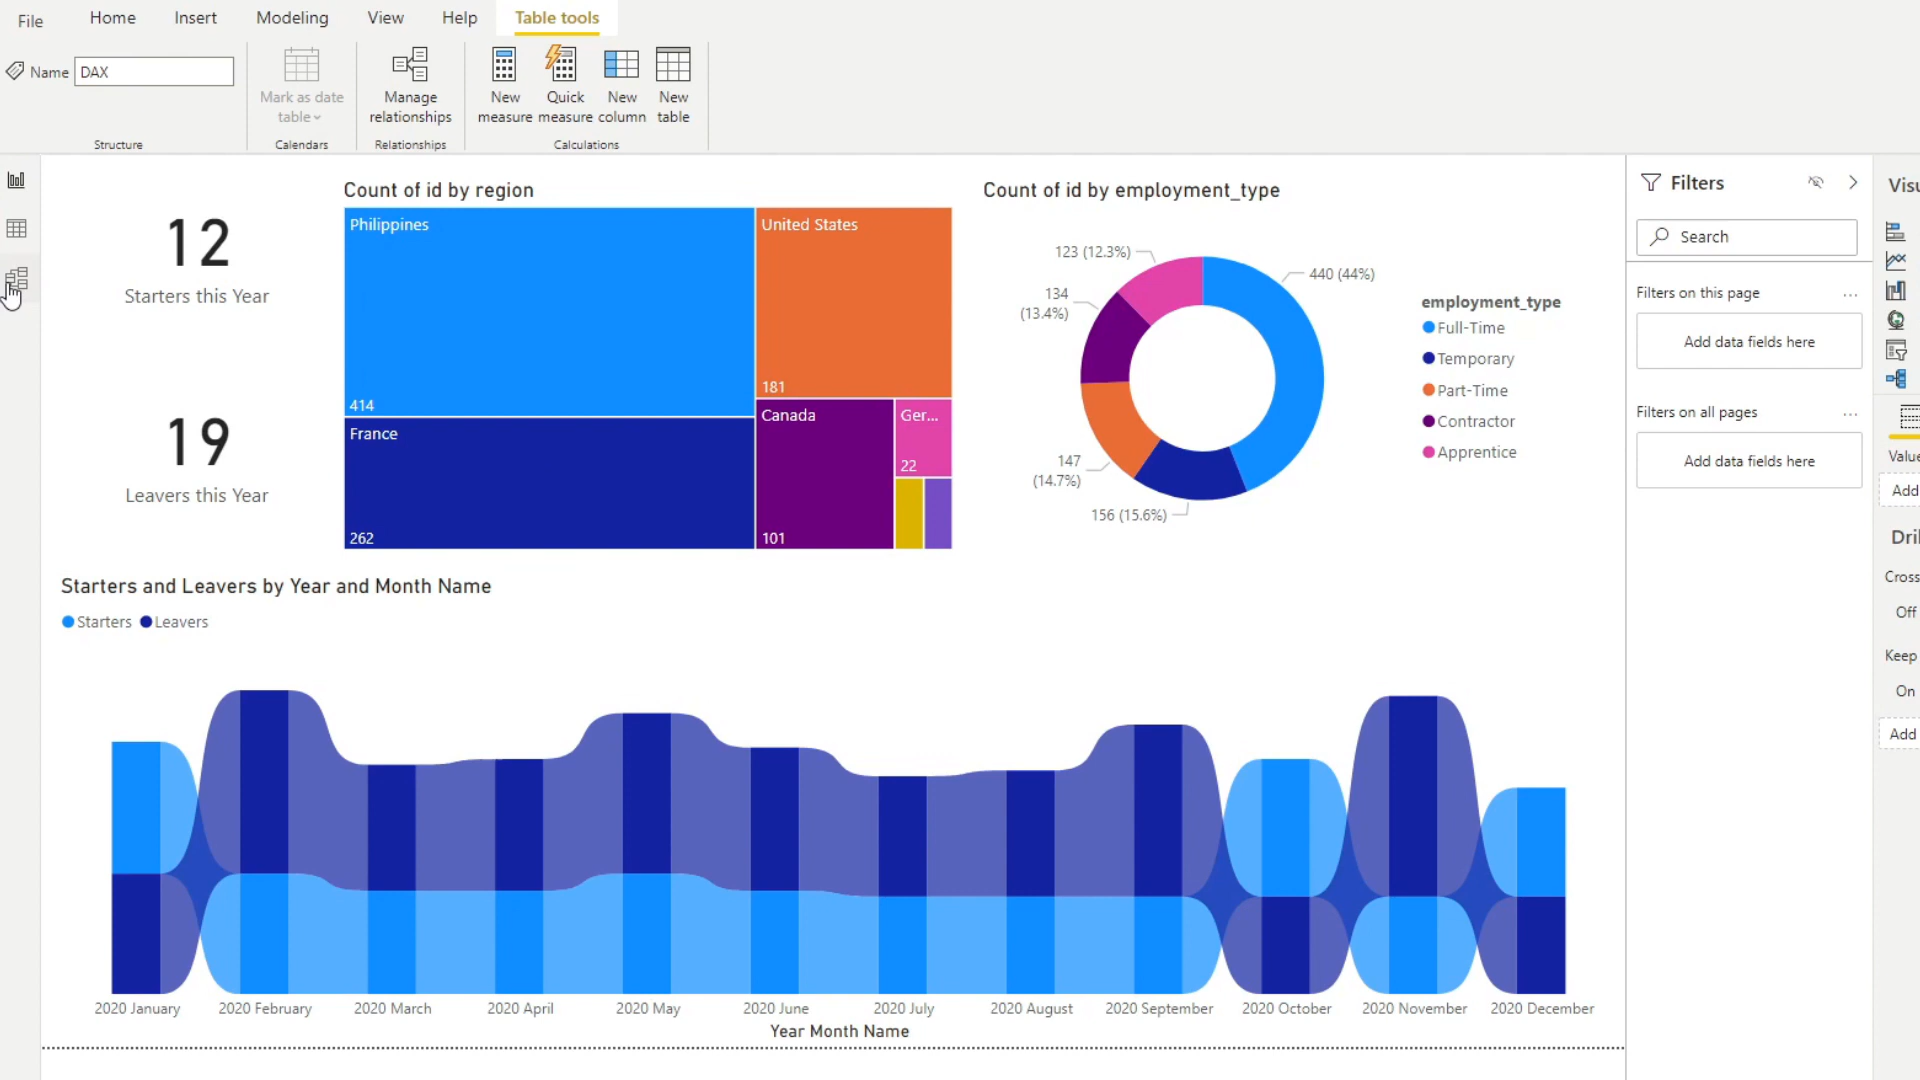 File
Home
Insert
Modeling
View
Help
Table tools
Name
DAX
Mark as date
table
Manage
relationships
New
measure
Quick
measure
New
column
New
table
Structure
Calendars
Relationships
Calculations
12
Starters this Year
19
Leavers this Year
Count of id by region
Philippines
414
France
262
United States
181
Canada
101
Ger...
22
Count of id by employment_type
123 (12.3%)
134
(13.4%)
147
(14.7%)
156 (15.6%)
440 (44%)
employment_type
Full-Time
Temporary
Part-Time
Contractor
Apprentice
Starters and Leavers by Year and Month Name
Starters
Leavers
2020 January
2020 February
2020 March
2020 April
2020 May
2020 June
2020 July
2020 August
2020 September
2020 October
2020 November
2020 December
Year Month Name
Filters
Search
Filters on this page
...
Add data fields here
Filters on all pages
...
Add data fields here
Visu
Value
Add
Dril
Cross
Off
Keep
On
Add